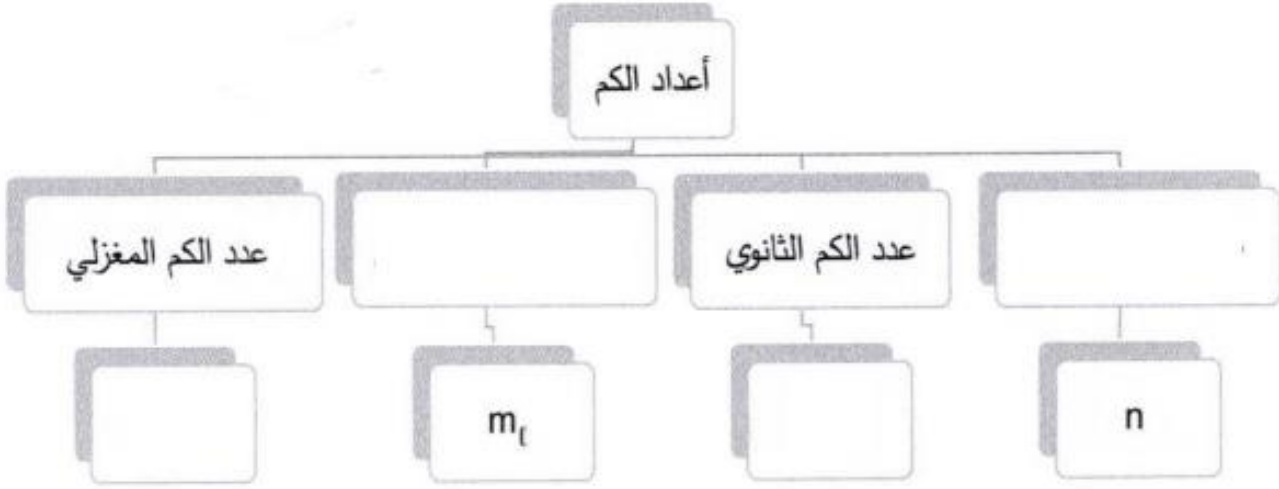 أعداد الكم
عدد الكم الثانوي
عدد الكم المغزلي
n
mₗ